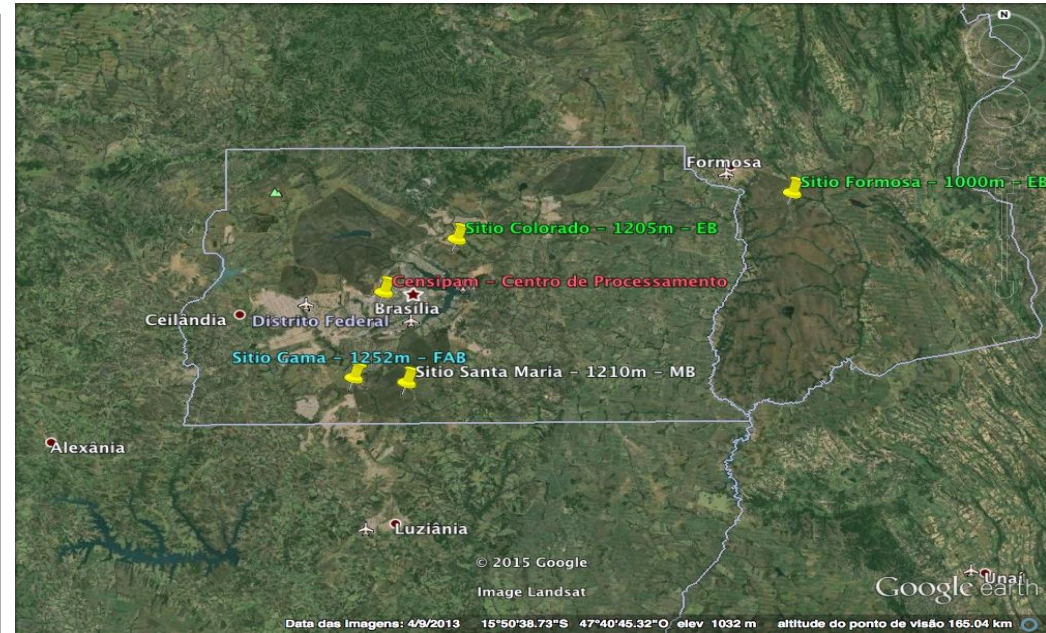 N
Formosa
Sitio Formosa - 1000m - EB
Sitio Colorado - 1205m - EB
Censipam - Centro de Processamento
Brasília
Ceilândia
Distrito Federal
Sitio Gama - 1252m - FAB
Sitio Santa Maria - 1210m - MB
Alexânia
Luziânia
© 2015 Google
Image Landsat
Unaí
Google earth
Data das imagens: 4/9/2013 15°50'38.73"S 47°40'45.32"O elev 1032 m altitude do ponto de visão 165.04 km